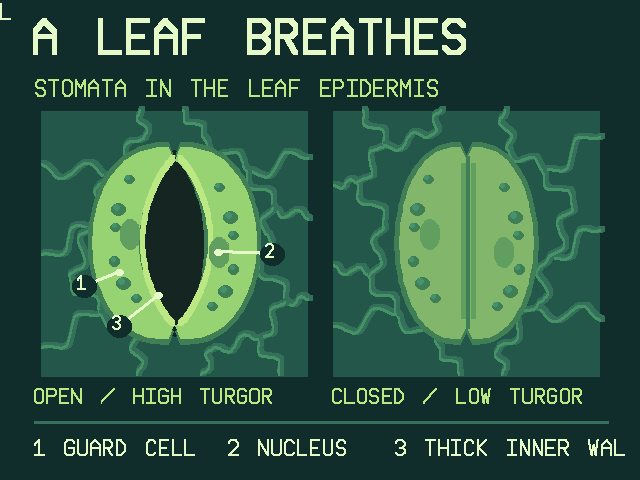 L
A LEAF BREATHES
STOMATA IN THE LEAF EPIDERMIS
1
2
3
OPEN / HIGH TURGOR
CLOSED / LOW TURGOR
1 GUARD CELL 2 NUCLEUS 3 THICK INNER WAL